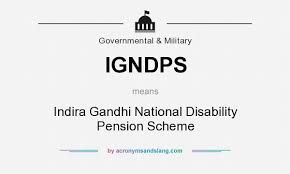 Governmental & Military
IGNDPS
means
Indira Gandhi National Disability
Pension Scheme
by acronymsandslang.com